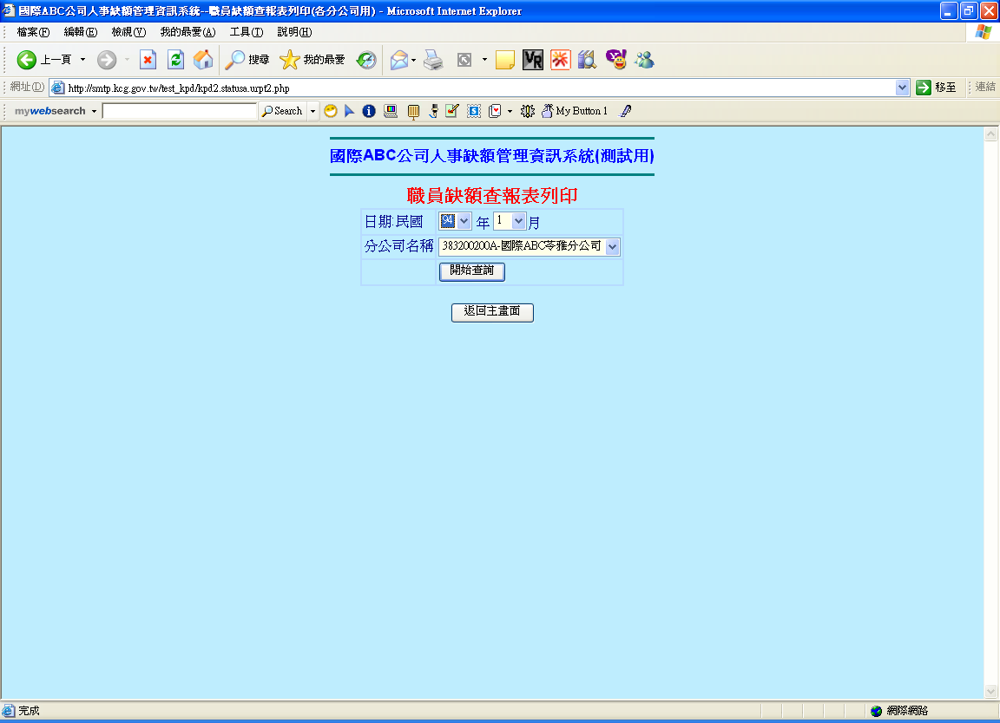 國際ABC公司人事缺額管理資訊系統--職員缺額查報表列印(各分公司用) - Microsoft Internet Explorer
檔案(F) 編輯(E) 檢視(V) 我的最愛(A) 工具(T) 說明(H)
上一頁 搜尋 我的最愛 VR
網址(D) http://smtp.kcg.gov.tw/test_kpd/kpd2.statusa.urpt2.php 移至 連結
mywebsearch Search My Button 1
國際ABC公司人事缺額管理資訊系統(測試用)
職員缺額查報表列印
日期:民國 94 年 1 月
分公司名稱 383200200A-國際ABC苓雅分公司
開始查詢
返回主畫面
完成 網際網路